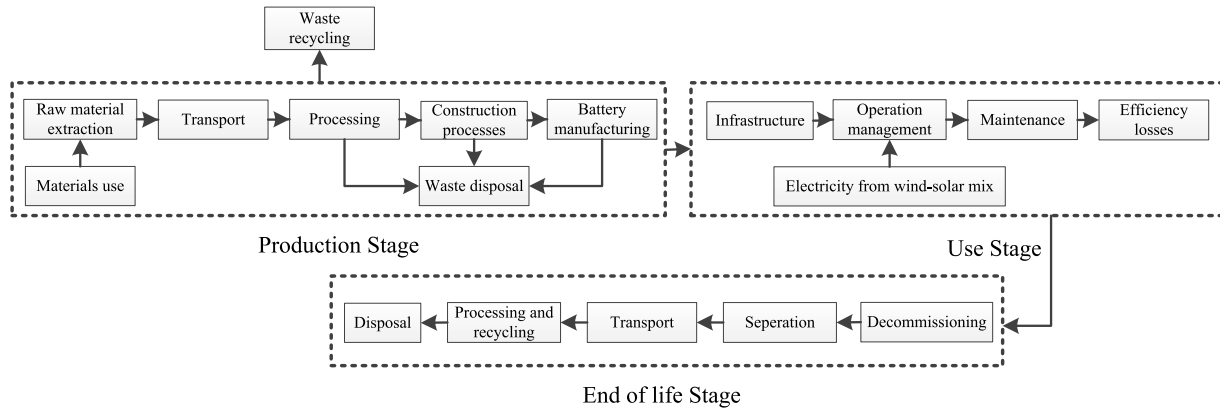 Waste
recycling
Raw material
extraction
Transport
Processing
Construction
processes
Battery
manufacturing
Materials use
Waste disposal
Production Stage
Infrastructure
Operation
management
Maintenance
Efficiency
losses
Electricity from wind-solar mix
Use Stage
Disposal
Processing and
recycling
Transport
Seperation
Decommissioning
End of life Stage